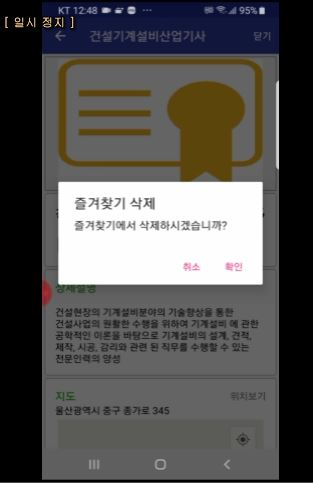 KT 12:48 ··· 95%
[ 일시 정지 ]
건설기계설비산업기사 닫기
즐겨찾기 삭제
즐겨찾기에서 삭제하시겠습니까?
취소 확인
상세설명
건설현장의 기계설비분야의 기술향상을 통한
건설사업의 원활한 수행을 위하여 기계설비 에 관한
공학적인 이론을 바탕으로 기계설비의 설계, 견적,
제작, 시공, 감리와 관련 된 직무를 수행할 수 있는
전문인력의 양성
지도 위치보기
울산광역시 중구 종가로 345